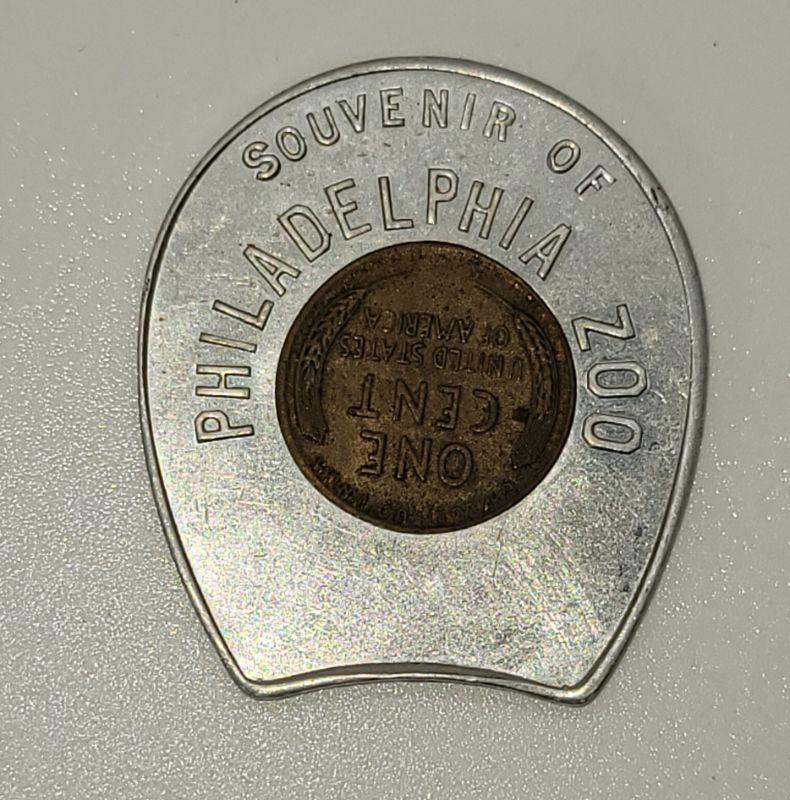 SOUVENIR OF
PHILADELPHIA ZOO
ONE
CENT
UNITED STATES
OF AMERICA